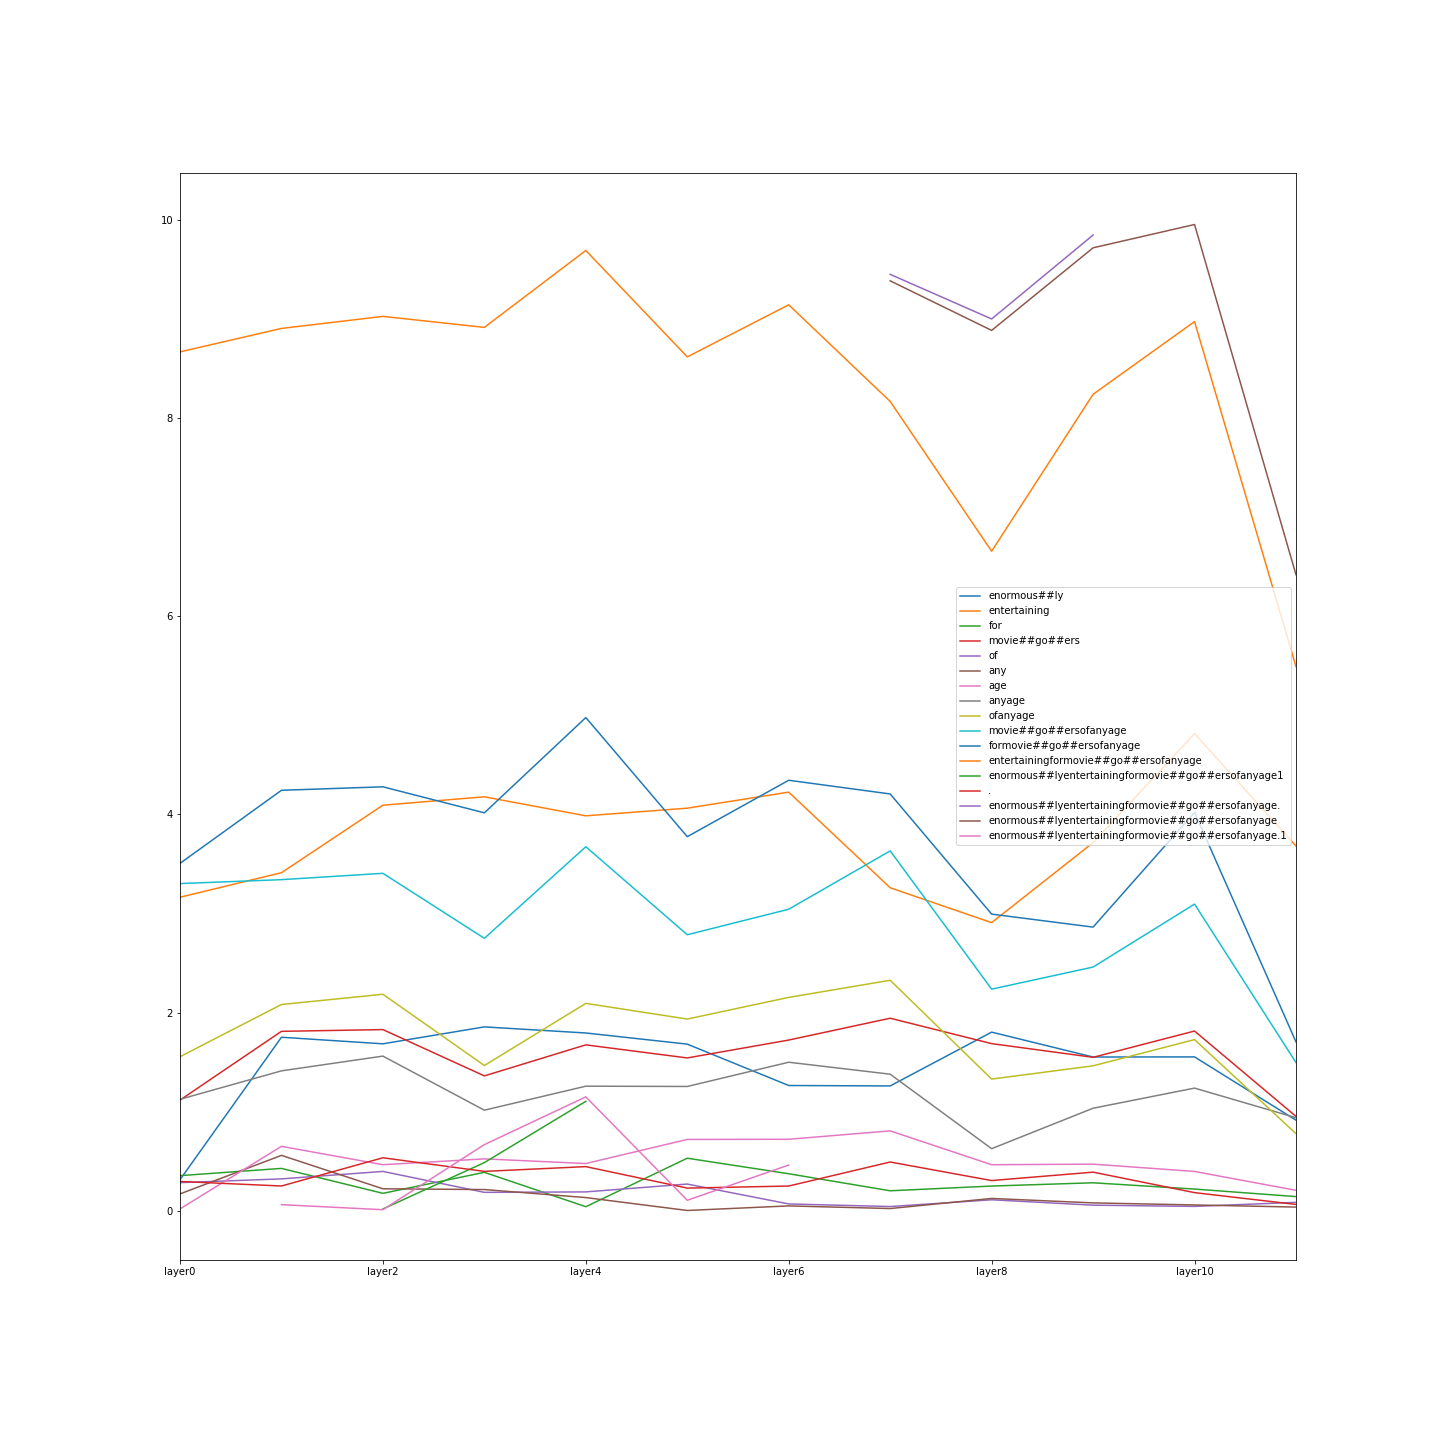 10
8
6
4
2
0
layer0
layer2
layer4
layer6
layer8
layer10
enormous##ly
entertaining
for
movie##go##ers
of
any
age
anyage
ofanyage
movie##go##ersofanyage
formovie##go##ersofanyage
entertainingformovie##go##ersofanyage
enormous##lyentertainingformovie##go##ersofanyage1
.
enormous##lyentertainingformovie##go##ersofanyage.
enormous##lyentertainingformovie##go##ersofanyage
enormous##lyentertainingformovie##go##ersofanyage.1